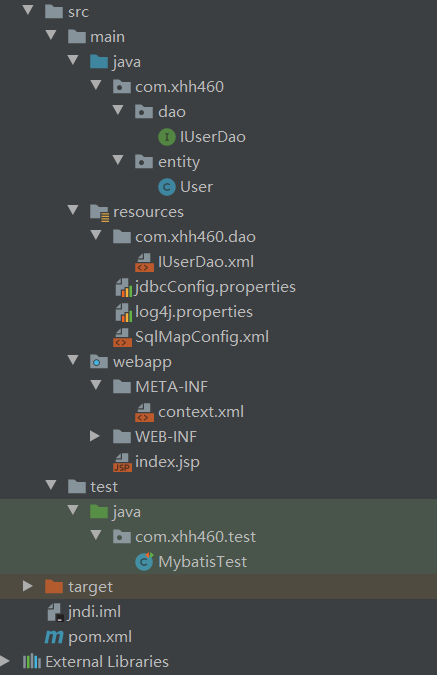 src
main
java
com.xhh460
dao
IUserDao
entity
User
resources
com.xhh460.dao
IUserDao.xml
jdbcConfig.properties
log4j.properties
SqlMapConfig.xml
webapp
META-INF
context.xml
WEB-INF
index.jsp
test
java
com.xhh460.test
MybatisTest
target
jndi.iml
pom.xml
External Libraries